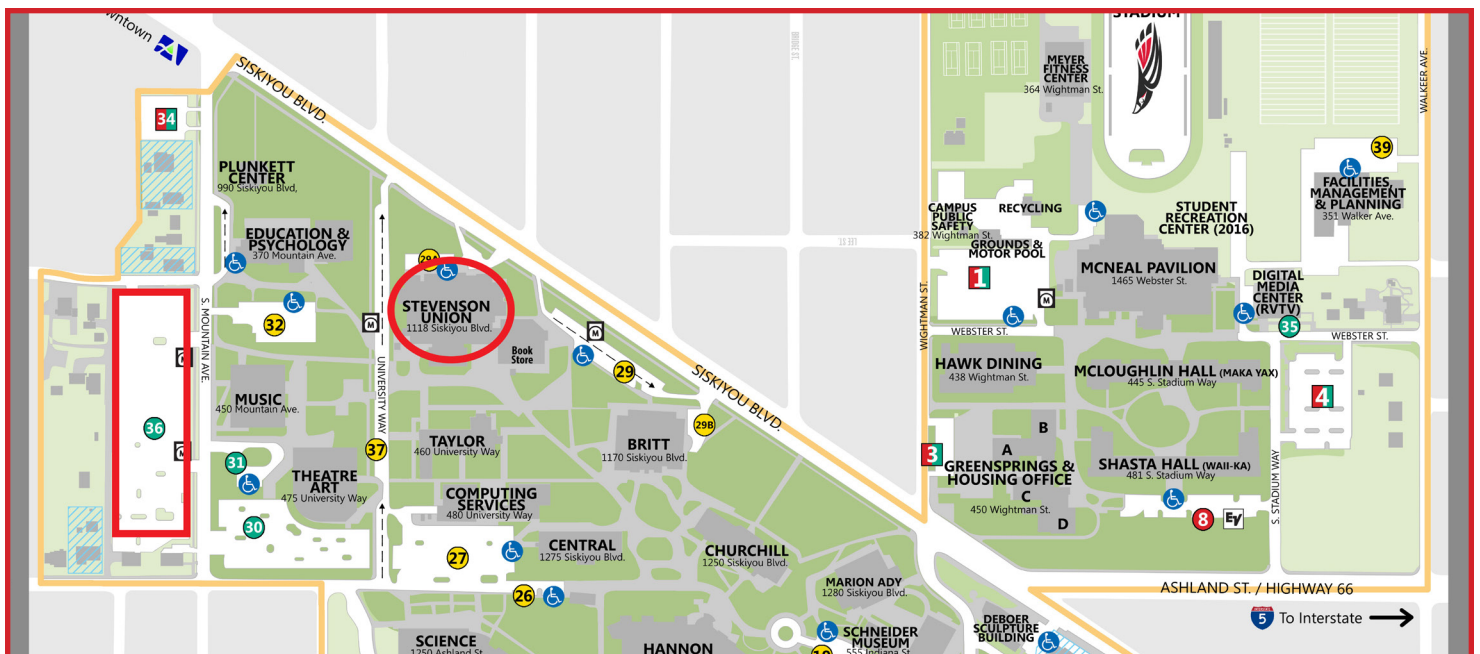 wntown
SISKIYOU BLVD.
34
PLUNKETT
CENTER
990 Siskiyou Blvd,
EDUCATION &
PSYCHOLOGY
370 Mountain Ave.
29A
STEVENSON
UNION
1118 Siskiyou Blvd.
Book
Store
M
29
SISKIYOU BLVD.
29B
32
M
S. MOUNTAIN AVE.
M
UNIVERSITY WAY
36
M
MUSIC
450 Mountain Ave.
31
THEATRE
ART
475 University Way
30
37
TAYLOR
460 University Way
BRITT
1170 Siskiyou Blvd.
COMPUTING
SERVICES
480 University Way
27
CENTRAL
1275 Siskiyou Blvd.
CHURCHILL
1250 Siskiyou Blvd.
26
MARION ADY
1280 Siskiyou Blvd.
SCIENCE
1250 Ashland St.
HANNON
SCHNEIDER
MUSEUM
555 Indiana St.
DEBOER
SCULPTURE
BUILDING
STADIUM
MEYER
FITNESS
CENTER
364 Wightman St.
WALKEER AVE.
39
FACILITIES,
MANAGEMENT
& PLANNING
351 Walker Ave.
CAMPUS
PUBLIC
SAFETY
382 Wightman St.
RECYCLING
GROUNDS &
MOTOR POOL
STUDENT
RECREATION
CENTER (2016)
1
M
MCNEAL PAVILION
1465 Webster St.
DIGITAL
MEDIA
CENTER
(RVTV)
35
WIGHTMAN ST.
WEBSTER ST.
WEBSTER ST.
HAWK DINING
438 Wightman St.
MCLOUGHLIN HALL (MAKA YAX)
445 S. Stadium Way
4
B
A
3
GREENSPRINGS &
HOUSING OFFICE
C
450 Wightman St.
D
SHASTA HALL (WAII-KA)
481 S. Stadium Way
8
S. STADIUM WAY
ASHLAND ST. / HIGHWAY 66
5
To Interstate